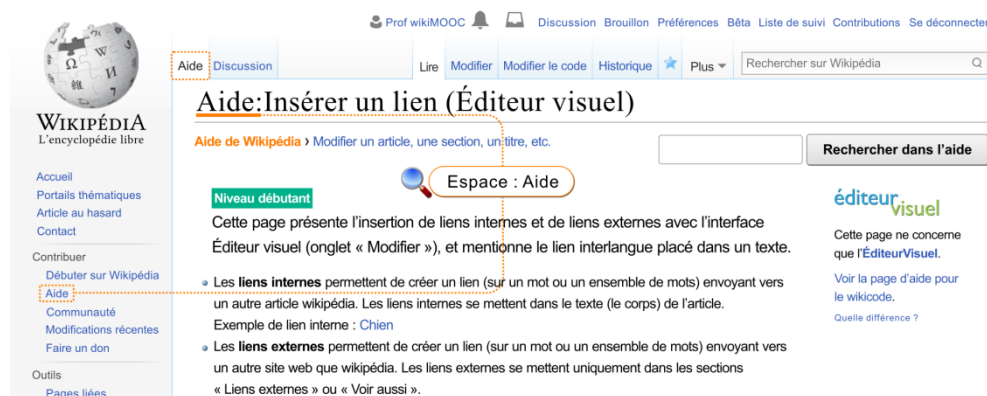 Prof wikiMOOC Discussion Brouillon Préférences Bêta Liste de suivi Contributions Se déconnecter
Aide Discussion Lire Modifier Modifier le code Historique Plus Rechercher sur Wikipédia
Ω W И 7
WIKIPÉDIA
L'encyclopédie libre
Aide:Insérer un lien (Éditeur visuel)
Aide de Wikipédia › Modifier un article, une section, un titre, etc.
Rechercher dans l'aide
Espace : Aide
Accueil
Portails thématiques
Article au hasard
Contact
Contribuer
Débuter sur Wikipédia
Aide
Communauté
Modifications récentes
Faire un don
Outils
Pages liées
Niveau débutant
Cette page présente l'insertion de liens internes et de liens externes avec l'interface
Éditeur visuel (onglet « Modifier »), et mentionne le lien interlangue placé dans un texte.
Les liens internes permettent de créer un lien (sur un mot ou un ensemble de mots) envoyant vers
un autre article wikipédia. Les liens internes se mettent dans le texte (le corps) de l'article.
Exemple de lien interne : Chien
Les liens externes permettent de créer un lien (sur un mot ou un ensemble de mots) envoyant vers
un autre site web que wikipédia. Les liens externes se mettent uniquement dans les sections
« Liens externes » ou « Voir aussi ».
éditeur
visuel
Cette page ne concerne
que l'ÉditeurVisuel.
Voir la page d'aide pour
le wikicode.
Quelle différence ?